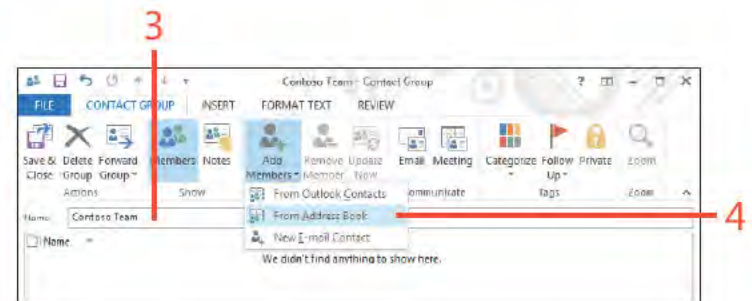 3
Contoso Team - Contact Group
FILE CONTACT GROUP INSERT FORMAT TEXT REVIEW
Save & Delete Forward Members Notes Add Remove Update Email Meeting Categorize Follow Private Zoom
Close Group Group Members Member Now Up
Actions Show Communicate Tags Zoom
From Outlook Contacts
Name Contoso Team
From Address Book 4
New E-mail Contact
Name
We didn't find anything to show here.